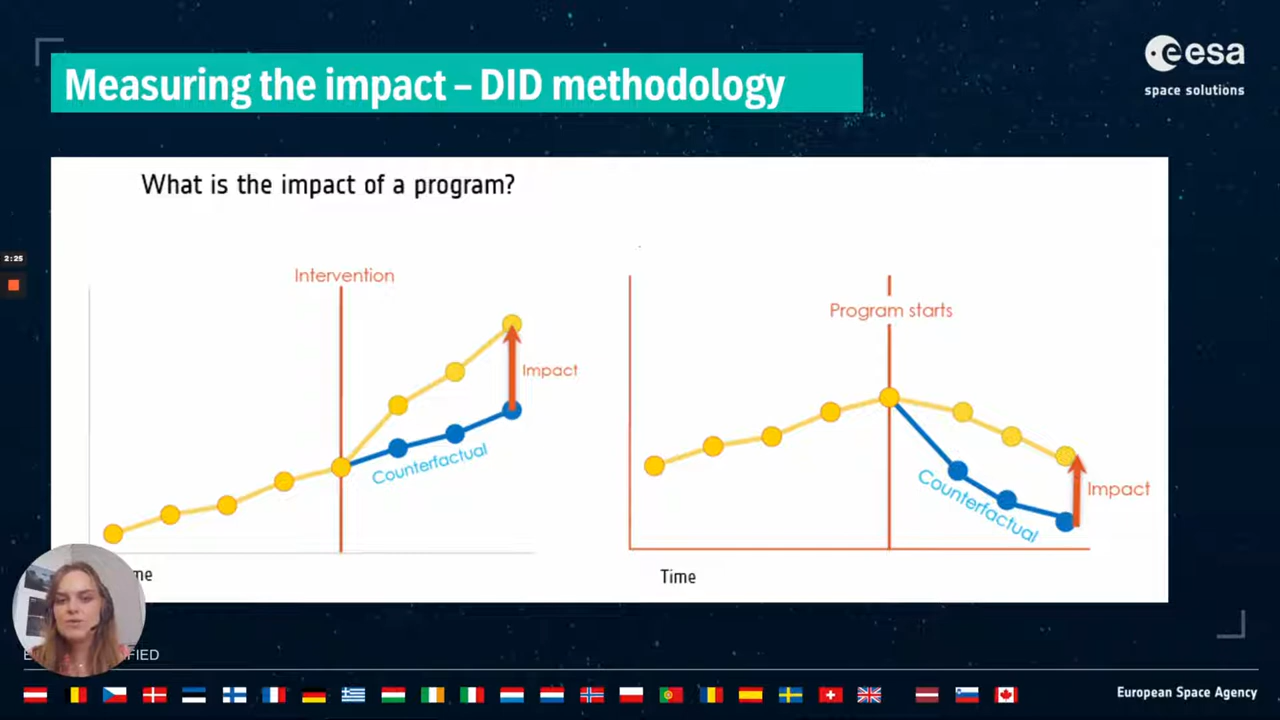 Measuring the impact – DID methodology
esa
space solutions
What is the impact of a program?
2:25
Intervention
Impact
Counterfactual
Program starts
Impact
Counterfactual
Time
European Space Agency